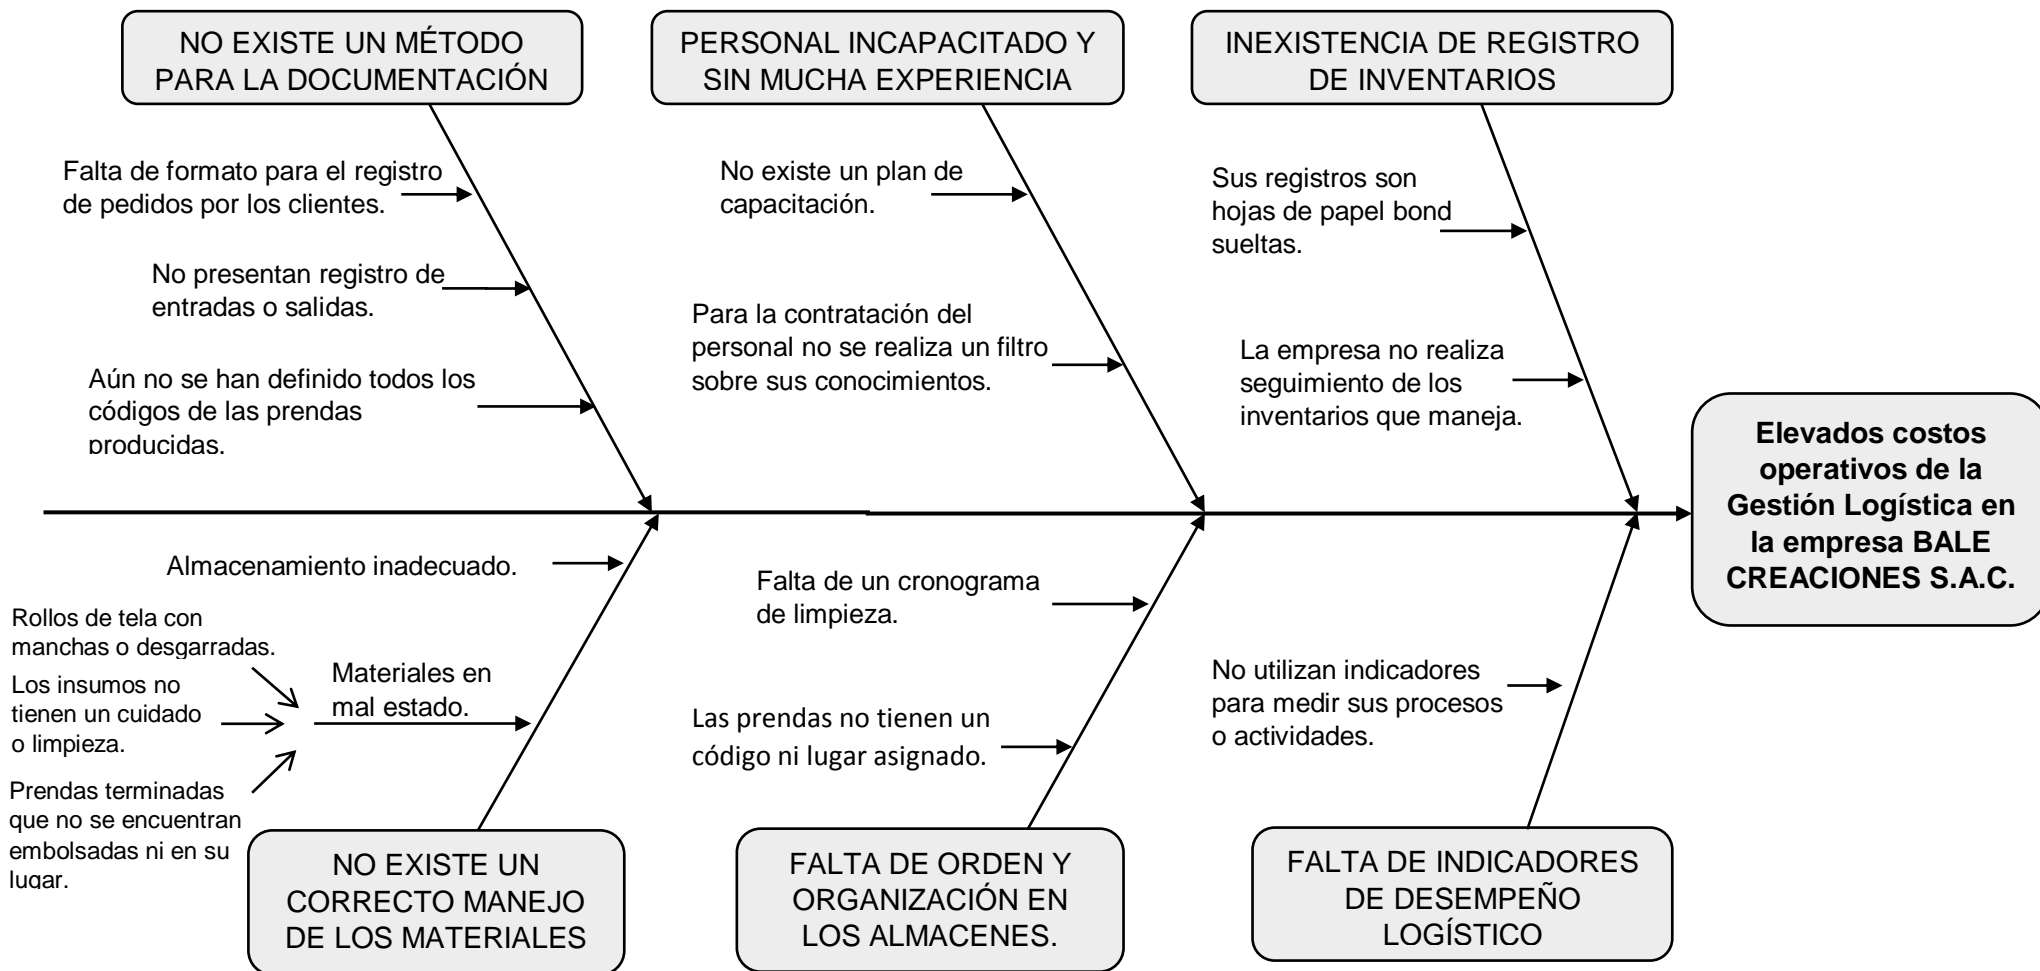 NO EXISTE UN MÉTODO
PARA LA DOCUMENTACIÓN
PERSONAL INCAPACITADO Y
SIN MUCHA EXPERIENCIA
INEXISTENCIA DE REGISTRO
DE INVENTARIOS
Falta de formato para el registro
de pedidos por los clientes.
No presentan registro de
entradas o salidas.
Aún no se han definido todos los
códigos de las prendas
producidas.
No existe un plan de
capacitación.
Para la contratación del
personal no se realiza un filtro
sobre sus conocimientos.
Sus registros son
hojas de papel bond
sueltas.
La empresa no realiza
seguimiento de los
inventarios que maneja.
Elevados costos
operativos de la
Gestión Logística en
la empresa BALE
CREACIONES S.A.C.
Almacenamiento inadecuado.
Rollos de tela con
manchas o desgarradas.
Los insumos no
tienen un cuidado
o limpieza.
Prendas terminadas
que no se encuentran
embolsadas ni en su
lugar.
Materiales en
mal estado.
Falta de un cronograma
de limpieza.
Las prendas no tienen un
código ni lugar asignado.
No utilizan indicadores
para medir sus procesos
o actividades.
NO EXISTE UN
CORRECTO MANEJO
DE LOS MATERIALES
FALTA DE ORDEN Y
ORGANIZACIÓN EN
LOS ALMACENES.
FALTA DE INDICADORES
DE DESEMPEÑO
LOGÍSTICO